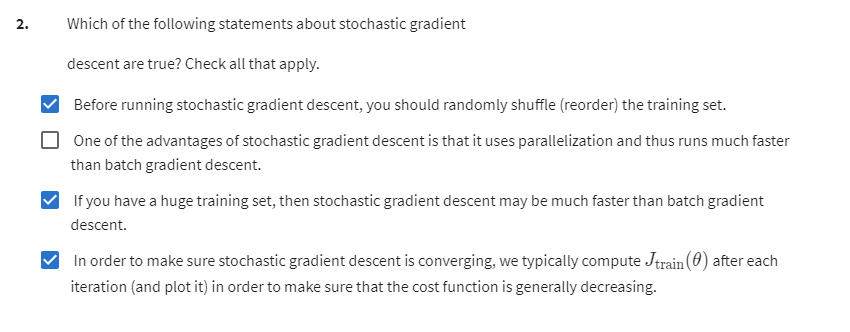 2. Which of the following statements about stochastic gradient
descent are true? Check all that apply.
Before running stochastic gradient descent, you should randomly shuffle (reorder) the training set.
One of the advantages of stochastic gradient descent is that it uses parallelization and thus runs much faster
than batch gradient descent.
If you have a huge training set, then stochastic gradient descent may be much faster than batch gradient
descent.
In order to make sure stochastic gradient descent is converging, we typically compute J_train(θ) after each
iteration (and plot it) in order to make sure that the cost function is generally decreasing.